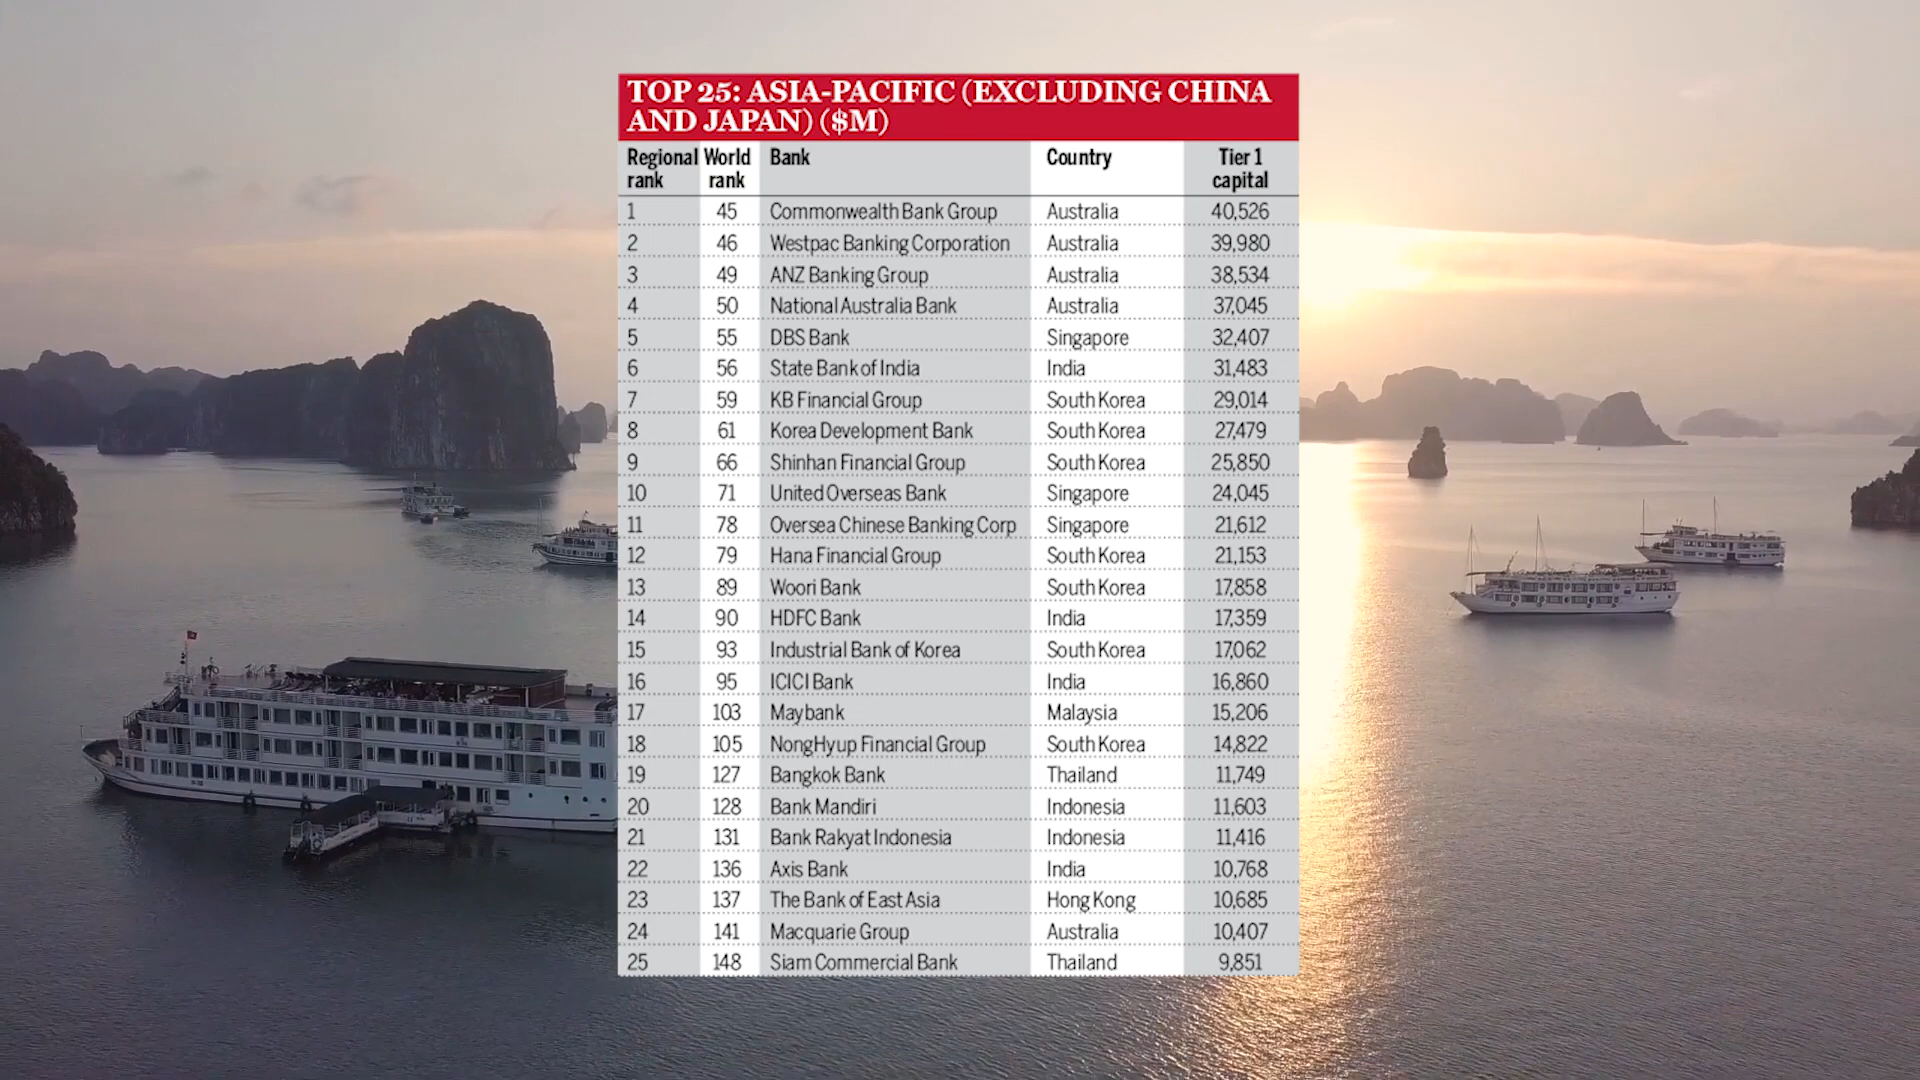 TOP 25: ASIA-PACIFIC (EXCLUDING CHINA
AND JAPAN) ($M)
Regional rank World rank Bank Country Tier 1 capital
1 45 Commonwealth Bank Group Australia 40,526
2 46 Westpac Banking Corporation Australia 39,980
3 49 ANZ Banking Group Australia 38,534
4 50 National Australia Bank Australia 37,045
5 55 DBS Bank Singapore 32,407
6 56 State Bank of India India 31,483
7 59 KB Financial Group South Korea 29,014
8 61 Korea Development Bank South Korea 27,479
9 66 Shinhan Financial Group South Korea 25,850
10 71 United Overseas Bank Singapore 24,045
11 78 Oversea Chinese Banking Corp Singapore 21,612
12 79 Hana Financial Group South Korea 21,153
13 89 Woori Bank South Korea 17,858
14 90 HDFC Bank India 17,359
15 93 Industrial Bank of Korea South Korea 17,062
16 95 ICICI Bank India 16,860
17 103 Maybank Malaysia 15,206
18 105 NongHyup Financial Group South Korea 14,822
19 127 Bangkok Bank Thailand 11,749
20 128 Bank Mandiri Indonesia 11,603
21 131 Bank Rakyat Indonesia Indonesia 11,416
22 136 Axis Bank India 10,768
23 137 The Bank of East Asia Hong Kong 10,685
24 141 Macquarie Group Australia 10,407
25 148 Siam Commercial Bank Thailand 9,851